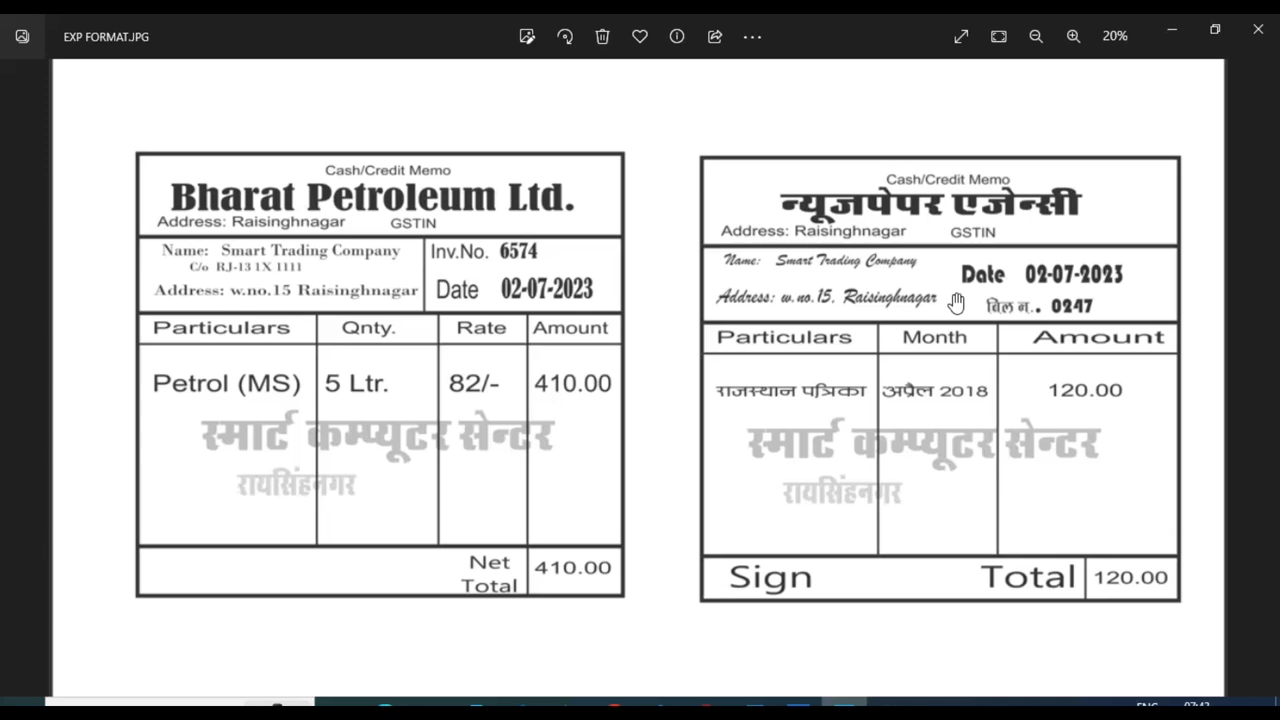 EXP FORMAT.JPG
20%
Cash/Credit Memo
Bharat Petroleum Ltd.
Address: Raisinghnagar GSTIN
Name: Smart Trading Company
C/o RJ-13 1X 1111
Address: w.no.15 Raisinghnagar
Inv.No. 6574
Date 02-07-2023
Particulars Qnty. Rate Amount
Petrol (MS) 5 Ltr. 82/- 410.00
स्मार्ट कम्प्यूटर सेन्टर
रायसिंहनगर
Net
Total
410.00
Cash/Credit Memo
न्यूजपेपर एजेन्सी
Address: Raisinghnagar GSTIN
Name: Smart Trading Company
Address: w.no.15, Raisinghnagar
Date 02-07-2023
बिल न.. 0247
Particulars Month Amount
राजस्थान पत्रिका अप्रैल 2018 120.00
स्मार्ट कम्प्यूटर सेन्टर
रायसिंहनगर
Sign Total 120.00